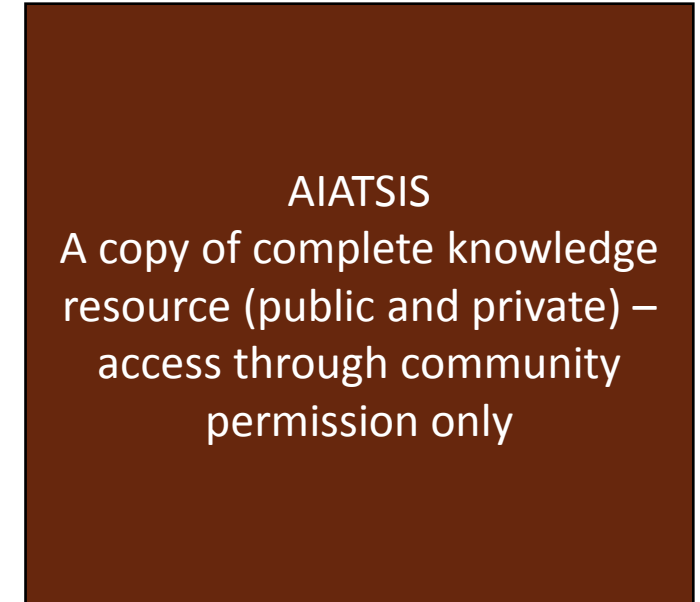 AIATSIS
A copy of complete knowledge
resource (public and private) –
access through community
permission only